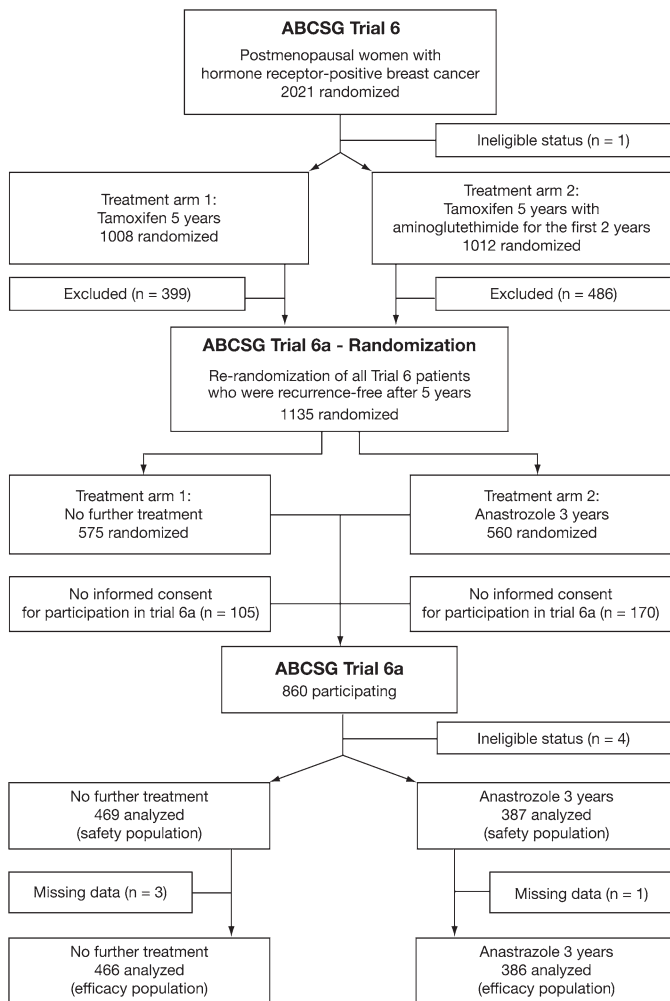 ABCSG Trial 6
Postmenopausal women with
hormone receptor-positive breast cancer
2021 randomized
Ineligible status (n = 1)
Treatment arm 1:
Tamoxifen 5 years
1008 randomized
Treatment arm 2:
Tamoxifen 5 years with
aminoglutethimide for the first 2 years
1012 randomized
Excluded (n = 399)
Excluded (n = 486)
ABCSG Trial 6a - Randomization
Re-randomization of all Trial 6 patients
who were recurrence-free after 5 years
1135 randomized
Treatment arm 1:
No further treatment
575 randomized
Treatment arm 2:
Anastrozole 3 years
560 randomized
No informed consent
for participation in trial 6a (n = 105)
No informed consent
for participation in trial 6a (n = 170)
ABCSG Trial 6a
860 participating
Ineligible status (n = 4)
No further treatment
469 analyzed
(safety population)
Anastrozole 3 years
387 analyzed
(safety population)
Missing data (n = 3)
Missing data (n = 1)
No further treatment
466 analyzed
(efficacy population)
Anastrazole 3 years
386 analyzed
(efficacy population)